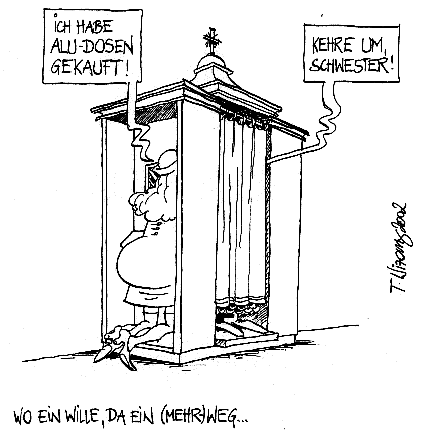 ICH HABE
ALU-DOSEN
GEKAUFT!
KEHRE UM,
SCHWESTER!
WO EIN WILLE, DA EIN (MEHR)WEG...